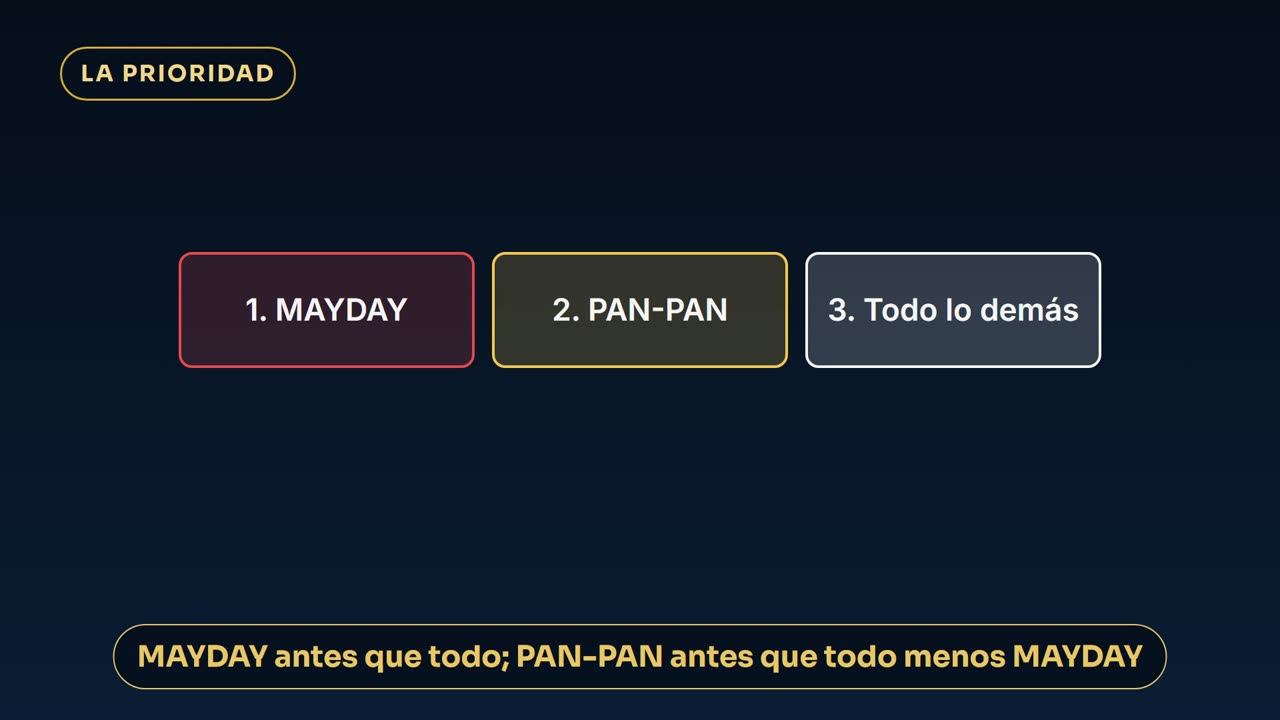 LA PRIORIDAD
1. MAYDAY
2. PAN-PAN
3. Todo lo demás
MAYDAY antes que todo; PAN-PAN antes que todo menos MAYDAY